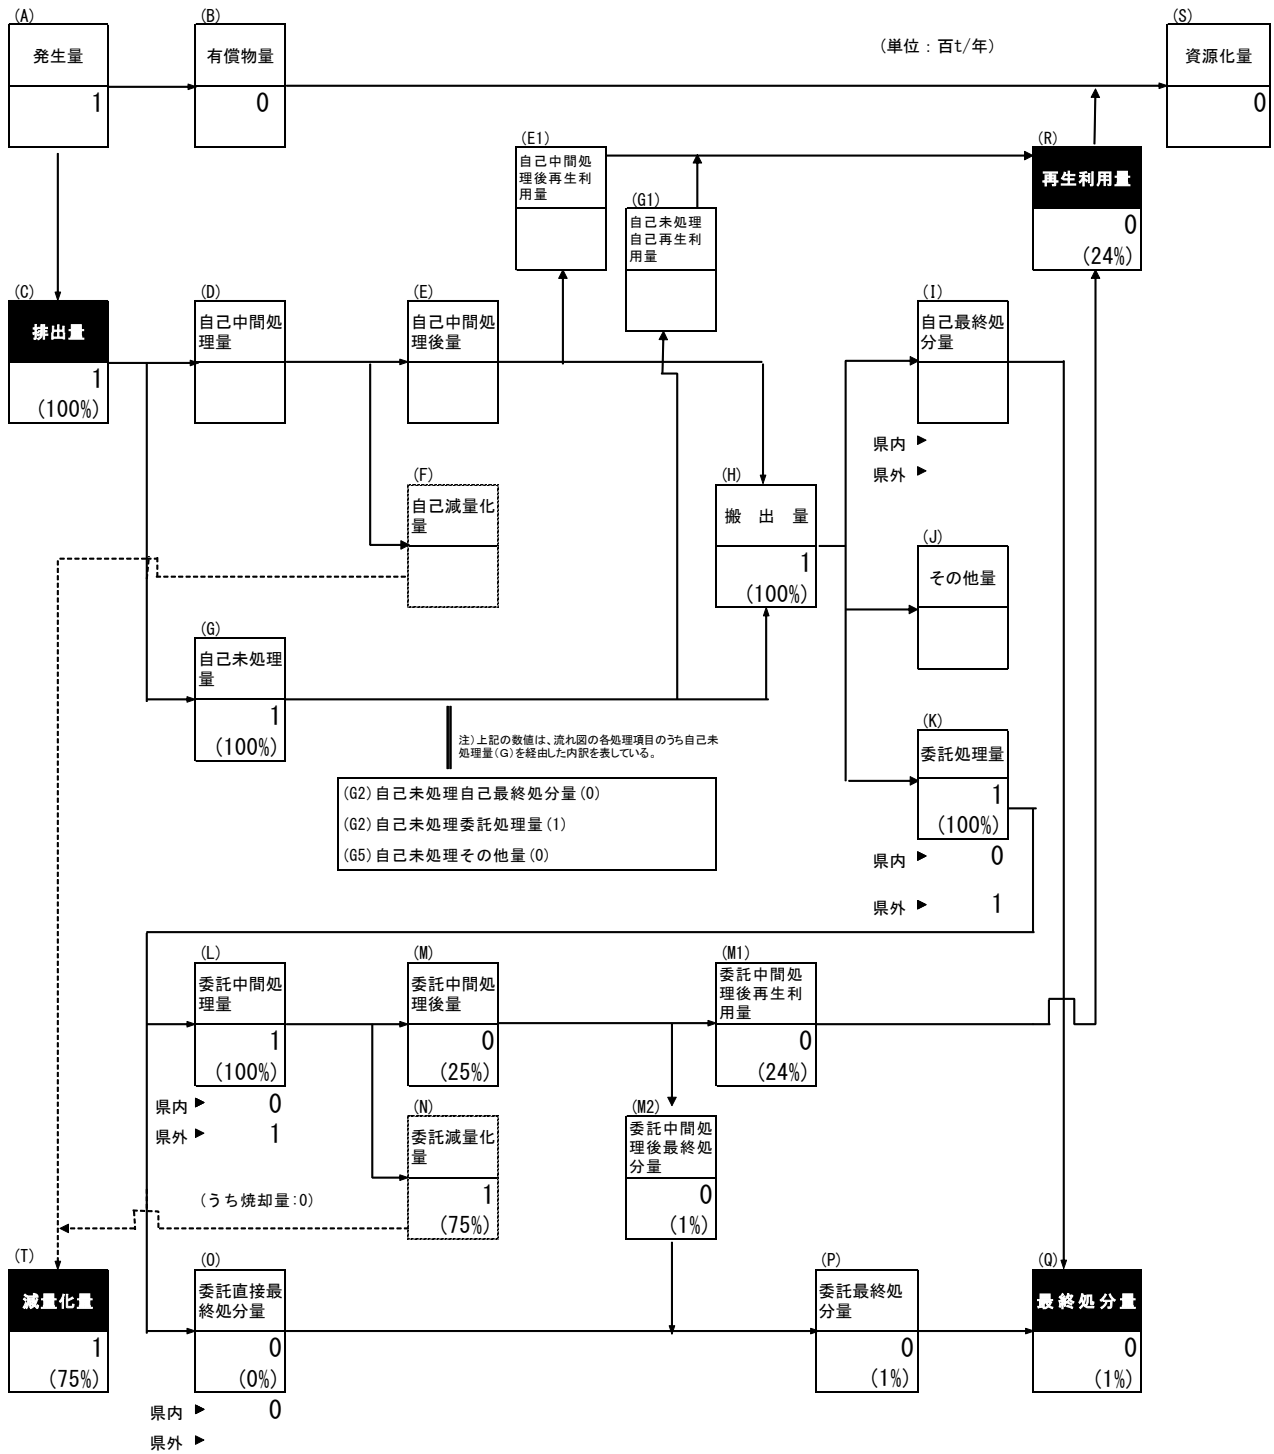 (A)
発生量
1
(B)
有償物量
0
(単位：百t/年)
(S)
資源化量
0
(E1)
自己中間処
理後再生利
用量
(G1)
自己未処理
自己再生利
用量
(R)
再生利用量
0
(24%)
(C)
排出量
1
(100%)
(D)
自己中間処
理量
(E)
自己中間処
理後量
(I)
自己最終処
分量
県内 ►
県外 ►
(F)
自己減量化
量
(H)
搬　出　量
1
(100%)
(J)
その他量
(G)
自己未処理
量
1
(100%)
注）上記の数値は、流れ図の各処理項目のうち自己未
処理量（G）を経由した内訳を表している。
(G2)自己未処理自己最終処分量(0)
(G2)自己未処理委託処理量(1)
(G5)自己未処理その他量(0)
(K)
委託処理量
1
(100%)
県内 ► 0
県外 ► 1
(L)
委託中間処
理量
1
(100%)
県内 ► 0
県外 ► 1
(M)
委託中間処
理後量
0
(25%)
(M1)
委託中間処
理後再生利
用量
0
(24%)
(N)
委託減量化
量
1
(75%)
(M2)
委託中間処
理後最終処
分量
0
(1%)
(うち焼却量:0)
(T)
減量化量
1
(75%)
(O)
委託直接最
終処分量
0
(0%)
県内 ► 0
県外 ►
(P)
委託最終処
分量
0
(1%)
(Q)
最終処分量
0
(1%)